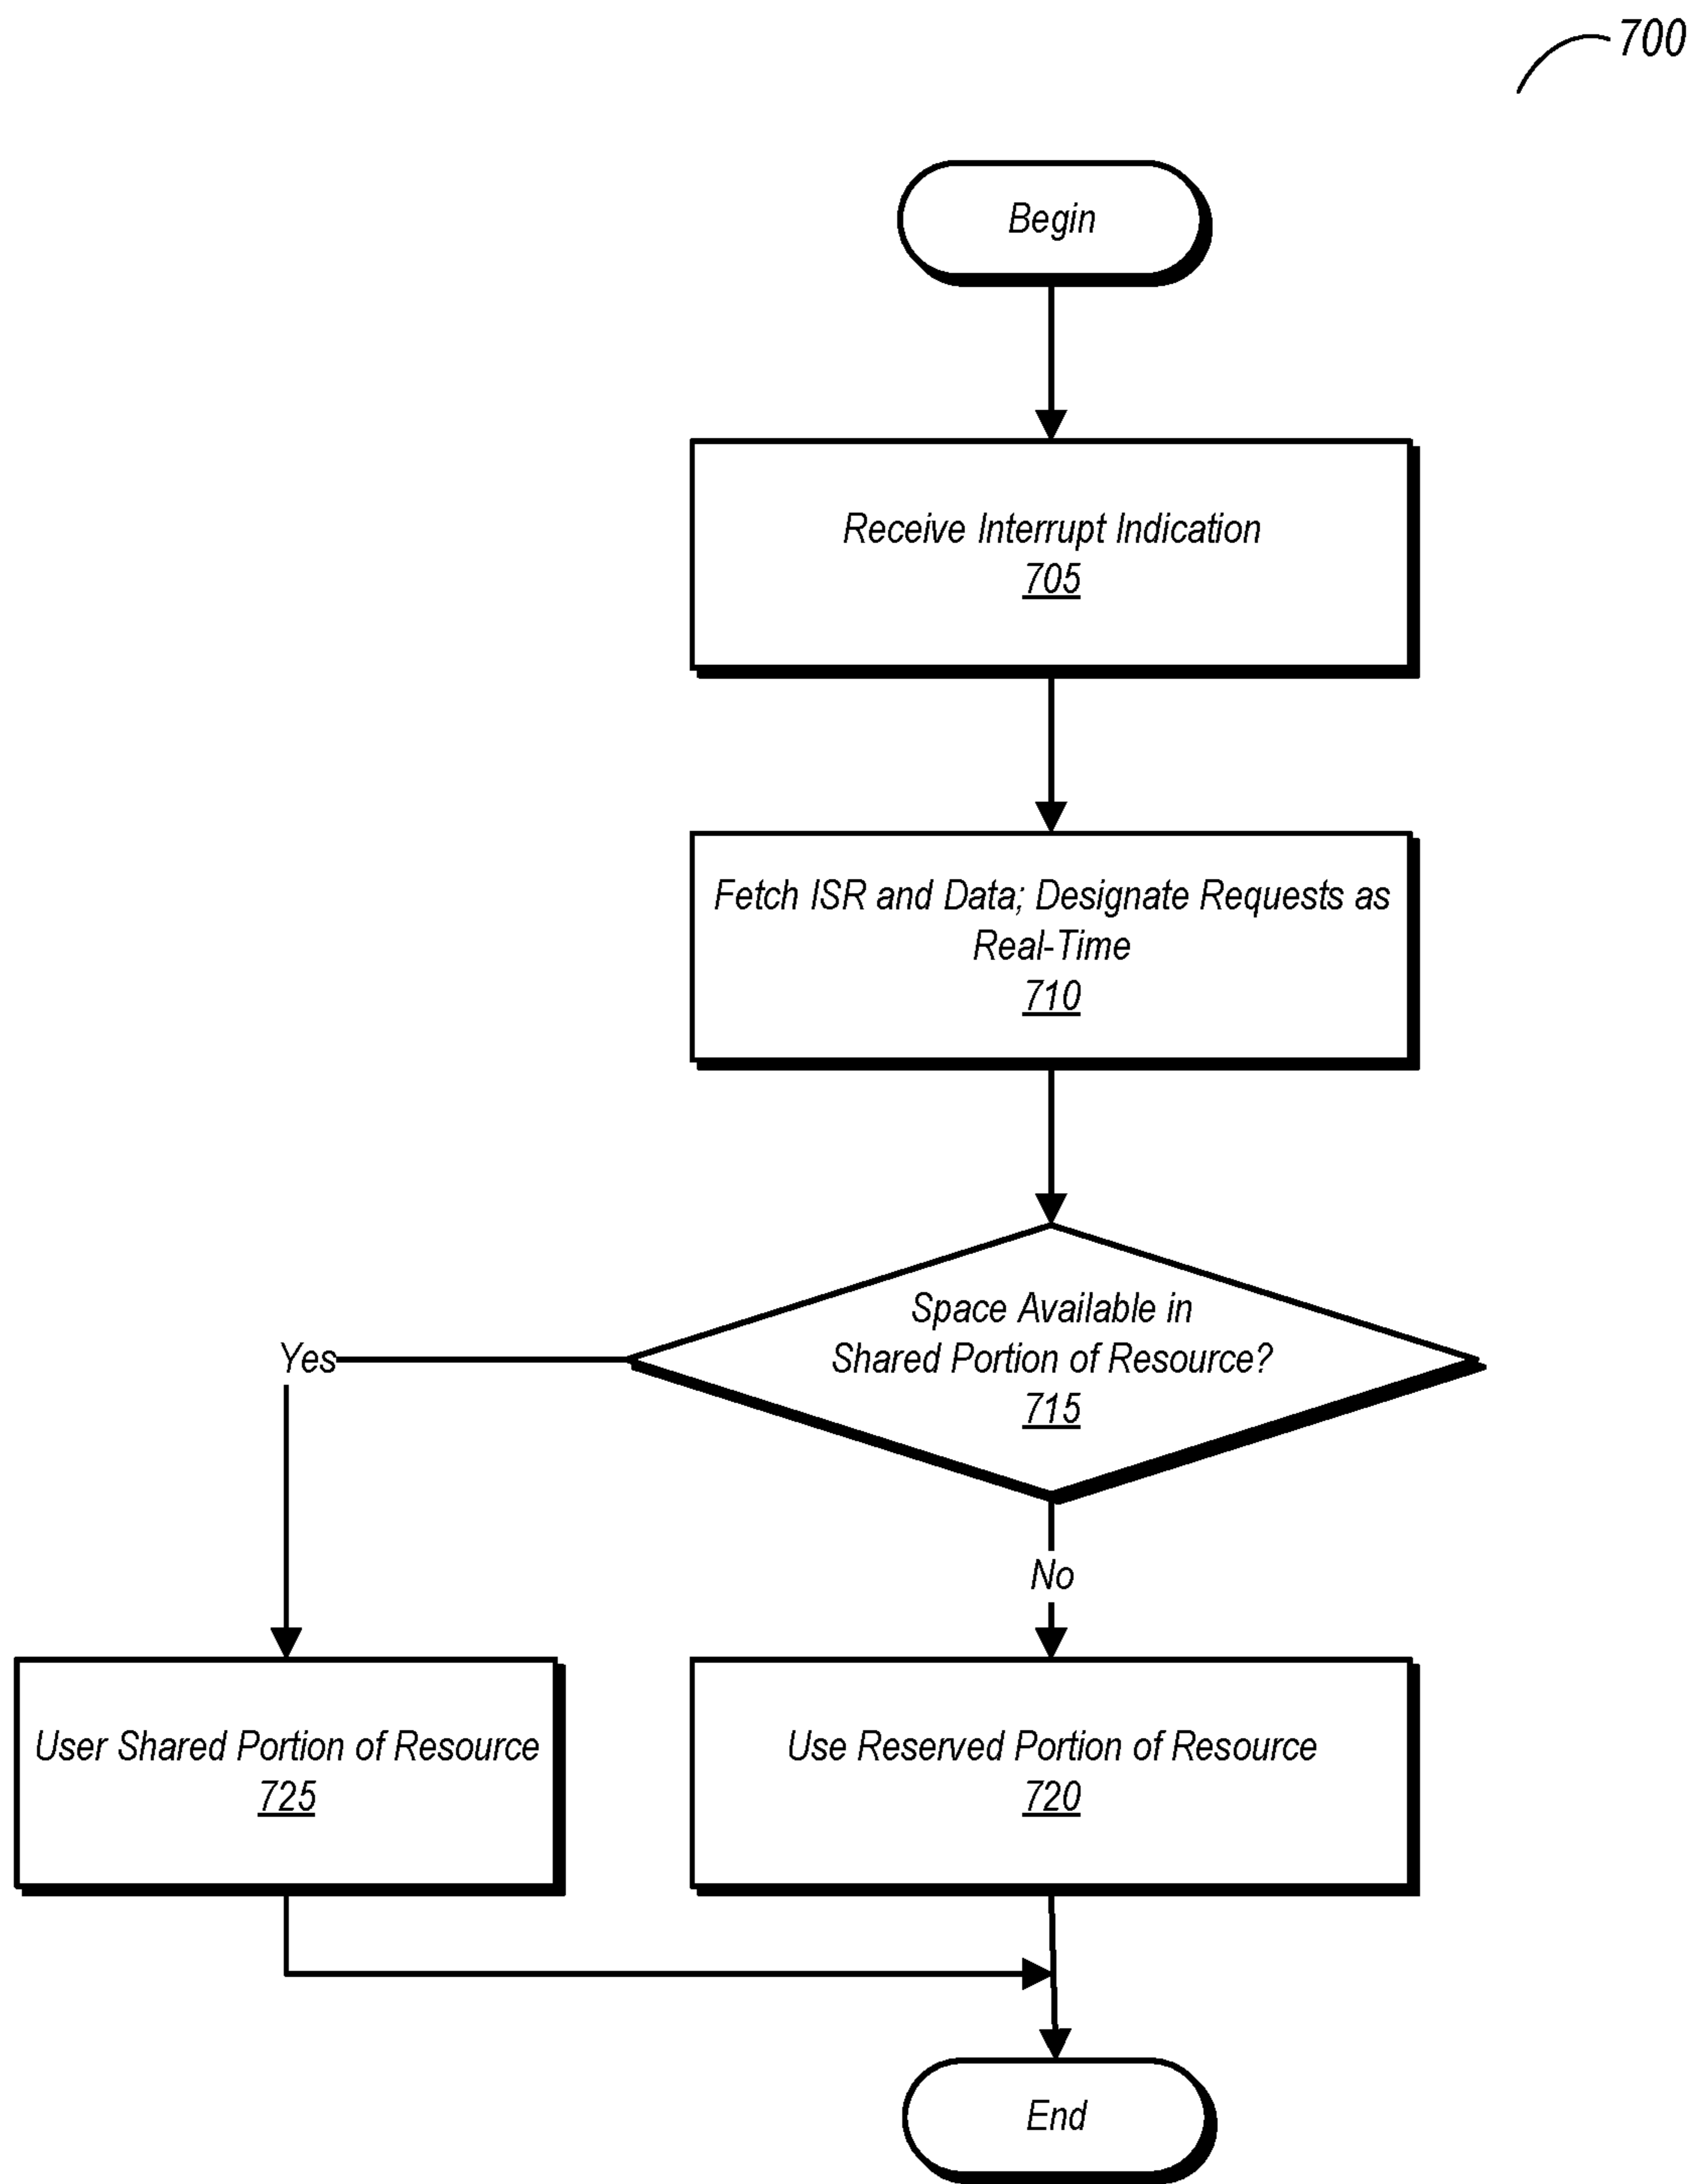 700
Begin
Receive Interrupt Indication
705
Fetch ISR and Data; Designate Requests as
Real-Time
710
Space Available in
Shared Portion of Resource?
715
Yes
No
User Shared Portion of Resource
725
Use Reserved Portion of Resource
720
End